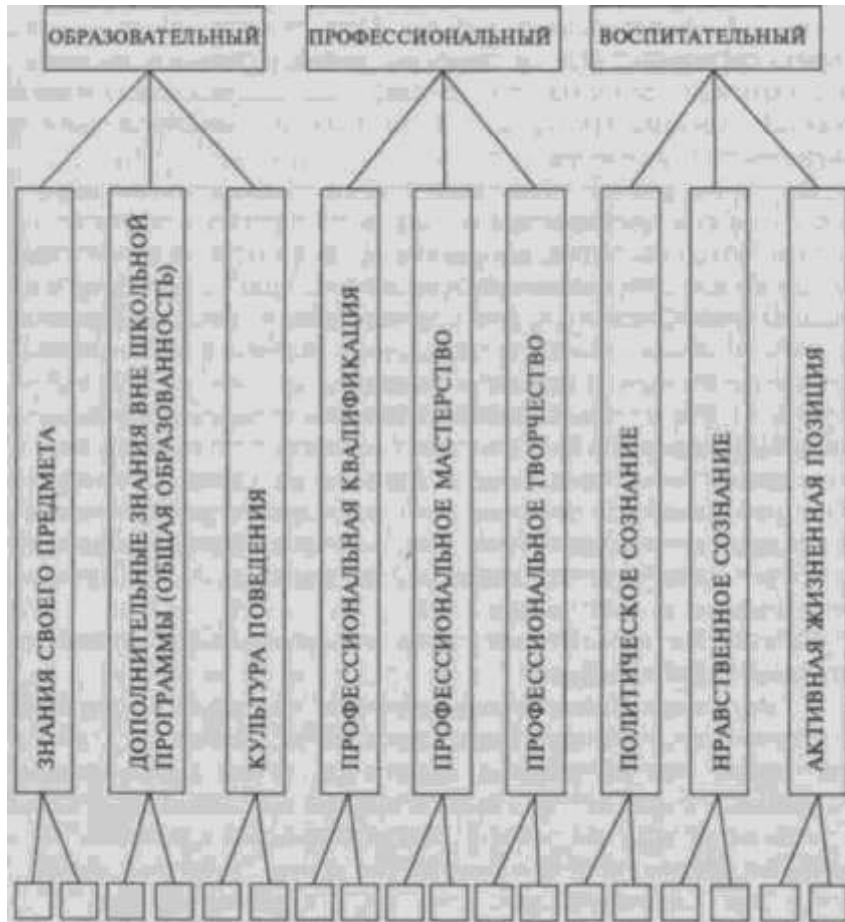 ОБРАЗОВАТЕЛЬНЫЙ
ПРОФЕССИОНАЛЬНЫЙ
ВОСПИТАТЕЛЬНЫЙ
ЗНАНИЯ СВОЕГО ПРЕДМЕТА
ДОПОЛНИТЕЛЬНЫЕ ЗНАНИЯ ВНЕ ШКОЛЬНОЙ
ПРОГРАММЫ (ОБЩАЯ ОБРАЗОВАННОСТЬ)
КУЛЬТУРА ПОВЕДЕНИЯ
ПРОФЕССИОНАЛЬНАЯ КВАЛИФИКАЦИЯ
ПРОФЕССИОНАЛЬНОЕ МАСТЕРСТВО
ПРОФЕССИОНАЛЬНОЕ ТВОРЧЕСТВО
ПОЛИТИЧЕСКОЕ СОЗНАНИЕ
НРАВСТВЕННОЕ СОЗНАНИЕ
АКТИВНАЯ ЖИЗНЕННАЯ ПОЗИЦИЯ